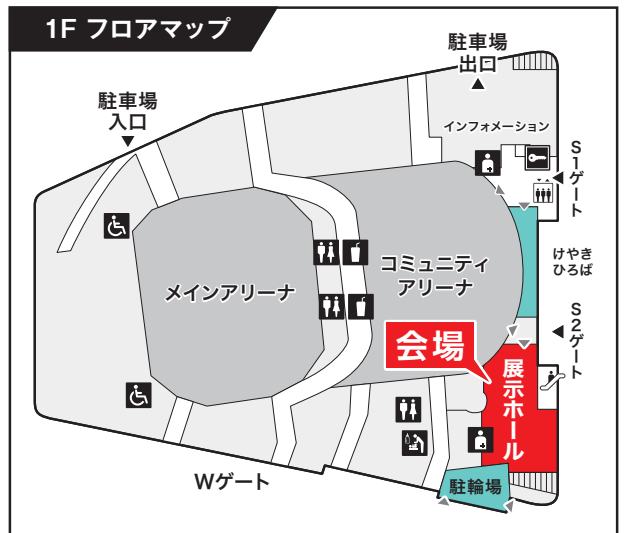 1F フロアマップ
駐車場
出口
駐車場
入口
インフォメーション
S1ゲート
けやき
ひろば
コミュニティ
アリーナ
メインアリーナ
S2ゲート
会場
展示ホール
Wゲート
駐輪場